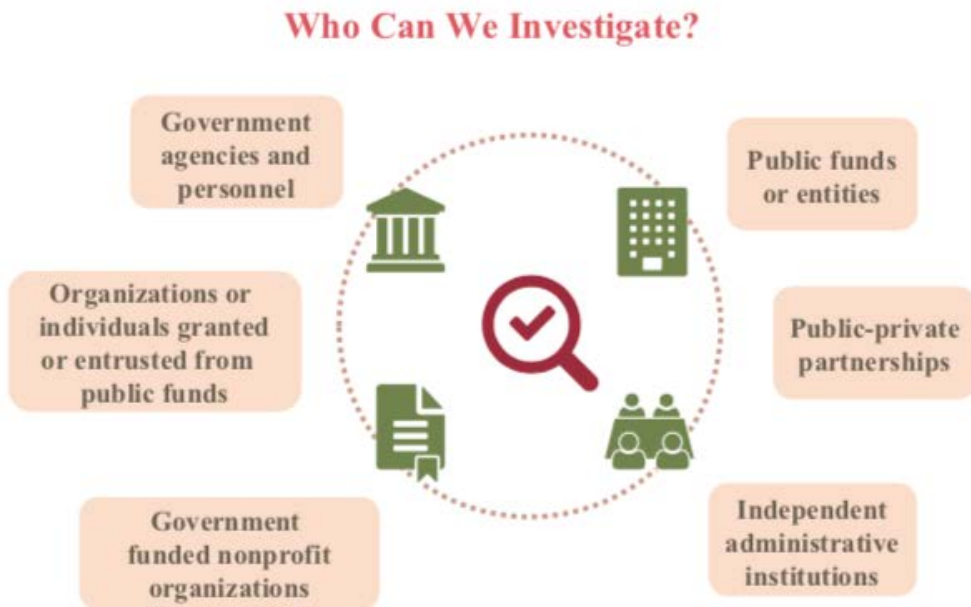 Who Can We Investigate?
Government
agencies and
personnel
Public funds
or entities
Organizations or
individuals granted
or entrusted from
public funds
Public-private
partnerships
Government
funded nonprofit
organizations
Independent
administrative
institutions